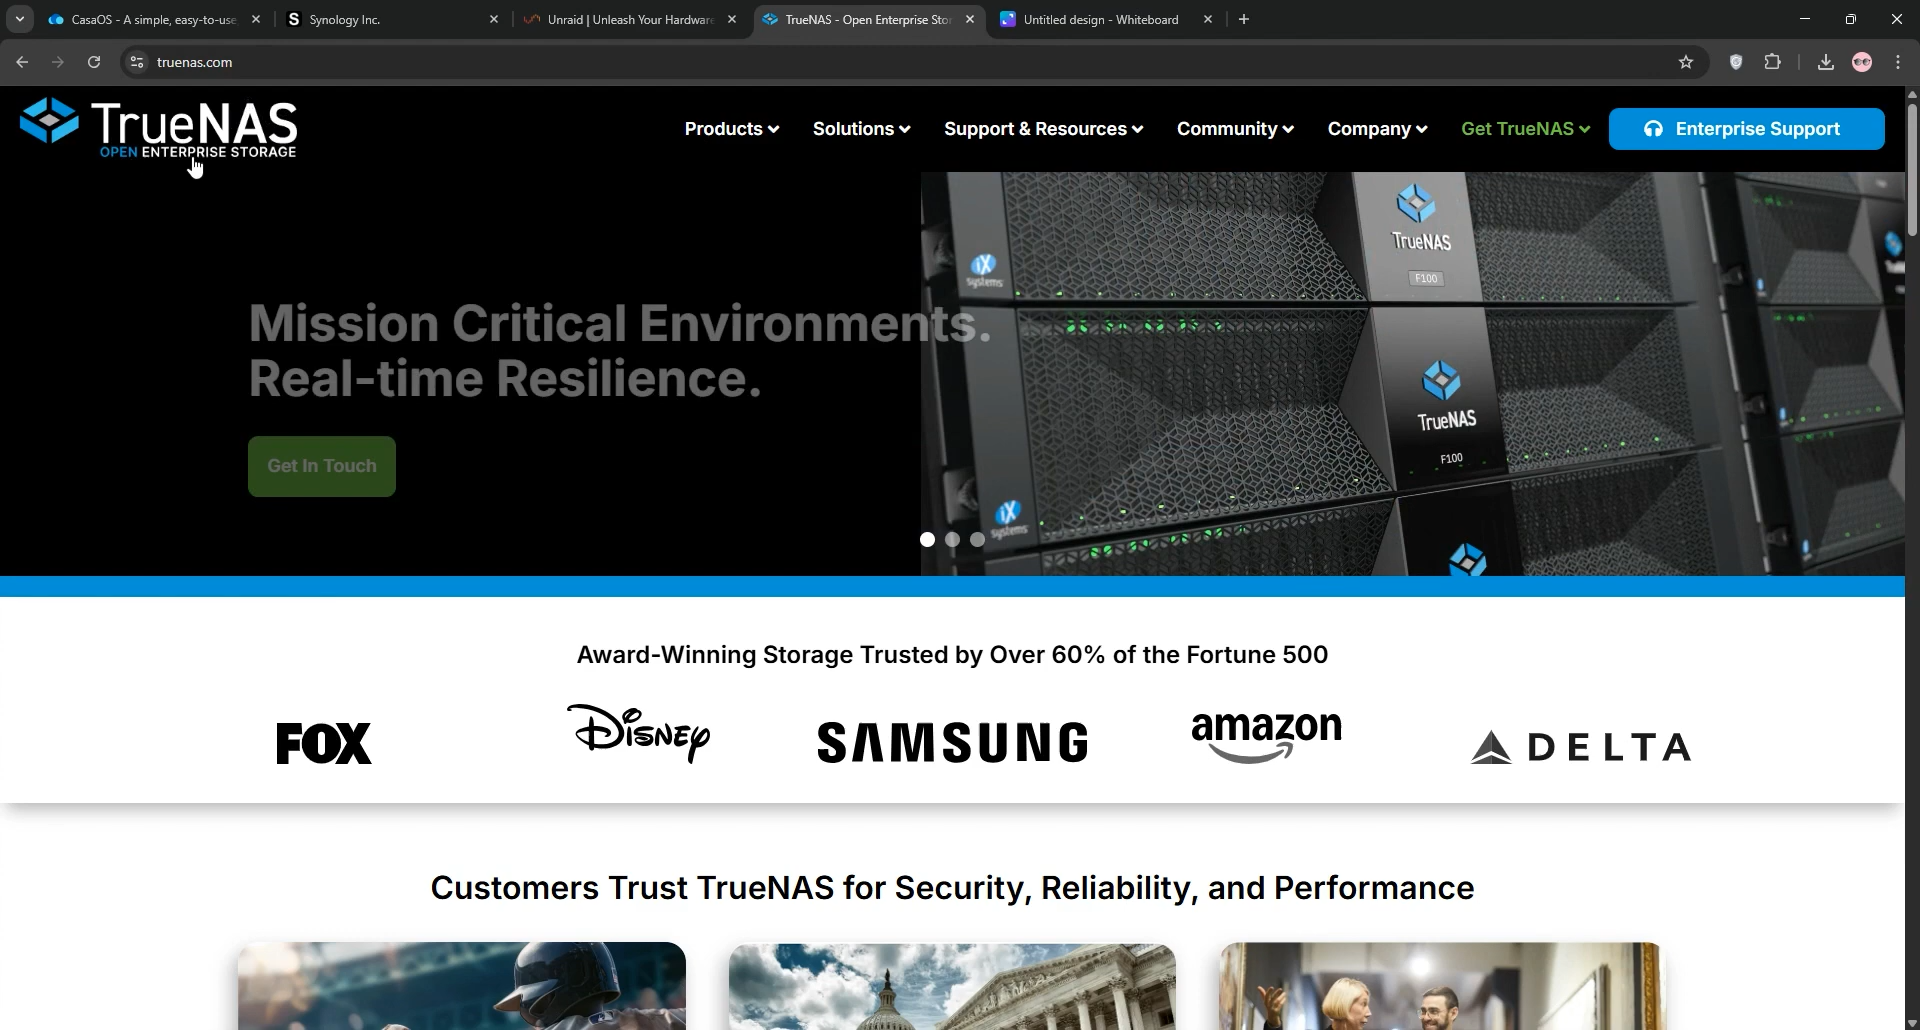 CasaOS - A simple, easy-to-use
Synology Inc.
Unraid | Unleash Your Hardware
TrueNAS - Open Enterprise Stor
Untitled design - Whiteboard
truenas.com
TrueNAS
OPEN ENTERPRISE STORAGE
Products
Solutions
Support & Resources
Community
Company
Get TrueNAS
Enterprise Support
Mission Critical Environments.
Real-time Resilience.
Get In Touch
TrueNAS
F100
iX
systems
TrueNAS
F100
iX
systems
Award-Winning Storage Trusted by Over 60% of the Fortune 500
FOX
Disney
SAMSUNG
amazon
DELTA
Customers Trust TrueNAS for Security, Reliability, and Performance